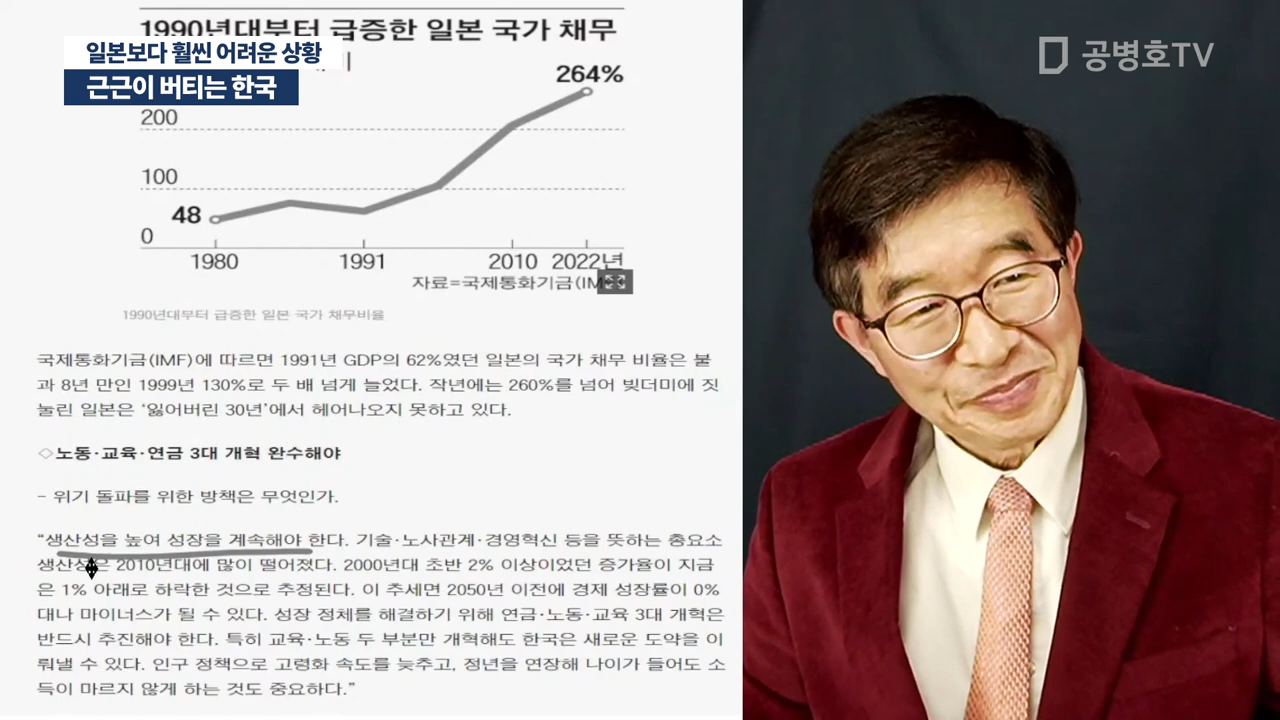 1990년대부터 급증한 일본 국가 채무
일본보다 훨씬 어려운 상황
근근이 버티는 한국
공병호TV
264%
200
100
48
0
1980 1991 2010 2022년
자료=국제통화기금(IM
1990년대부터 급증한 일본 국가 채무비율
국제통화기금(IMF)에 따르면 1991년 GDP의 62%였던 일본의 국가 채무 비율은 불
과 8년 만인 1999년 130%로 두 배 넘게 늘었다. 작년에는 260%를 넘어 빚더미에 짓
눌린 일본은 ‘잃어버린 30년’에서 헤어나오지 못하고 있다.
◇노동·교육·연금 3대 개혁 완수해야
- 위기 돌파를 위한 방책은 무엇인가.
“생산성을 높여 성장을 계속해야 한다. 기술·노사관계·경영혁신 등을 뜻하는 총요소
생산성은 2010년대에 많이 떨어졌다. 2000년대 초반 2% 이상이었던 증가율이 지금
은 1% 아래로 하락한 것으로 추정된다. 이 추세면 2050년 이전에 경제 성장률이 0%
대나 마이너스가 될 수 있다. 성장 정체를 해결하기 위해 연금·노동·교육 3대 개혁은
반드시 추진해야 한다. 특히 교육·노동 두 부분만 개혁해도 한국은 새로운 도약을 이
뤄낼 수 있다. 인구 정책으로 고령화 속도를 늦추고, 정년을 연장해 나이가 들어도 소
득이 마르지 않게 하는 것도 중요하다.”